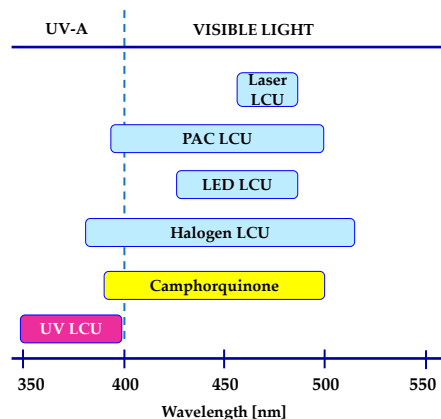 UV-A VISIBLE LIGHT
Laser
LCU
PAC LCU
LED LCU
Halogen LCU
Camphorquinone
UV LCU
350 400 450 500 550
Wavelength [nm]